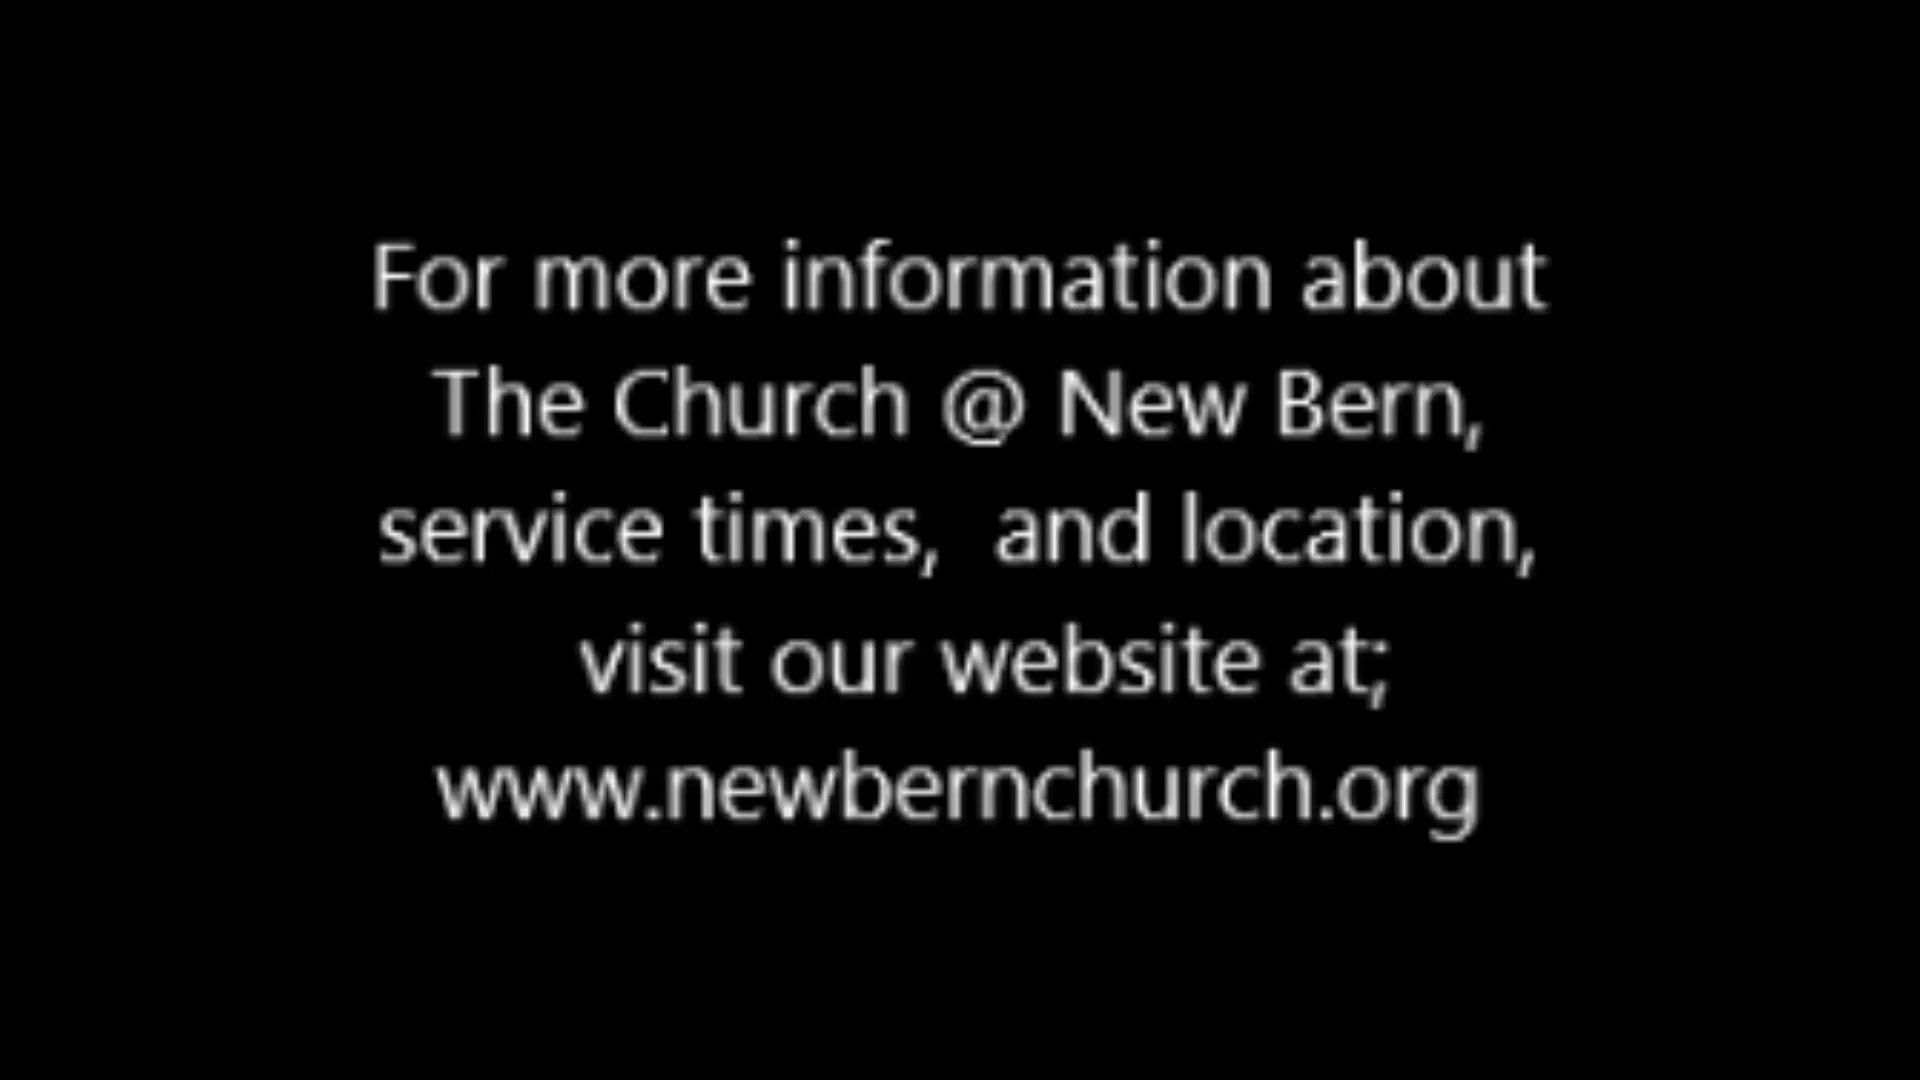 For more information about
The Church @ New Bern,
service times,  and location,
visit our website at;
www.newbernchurch.org